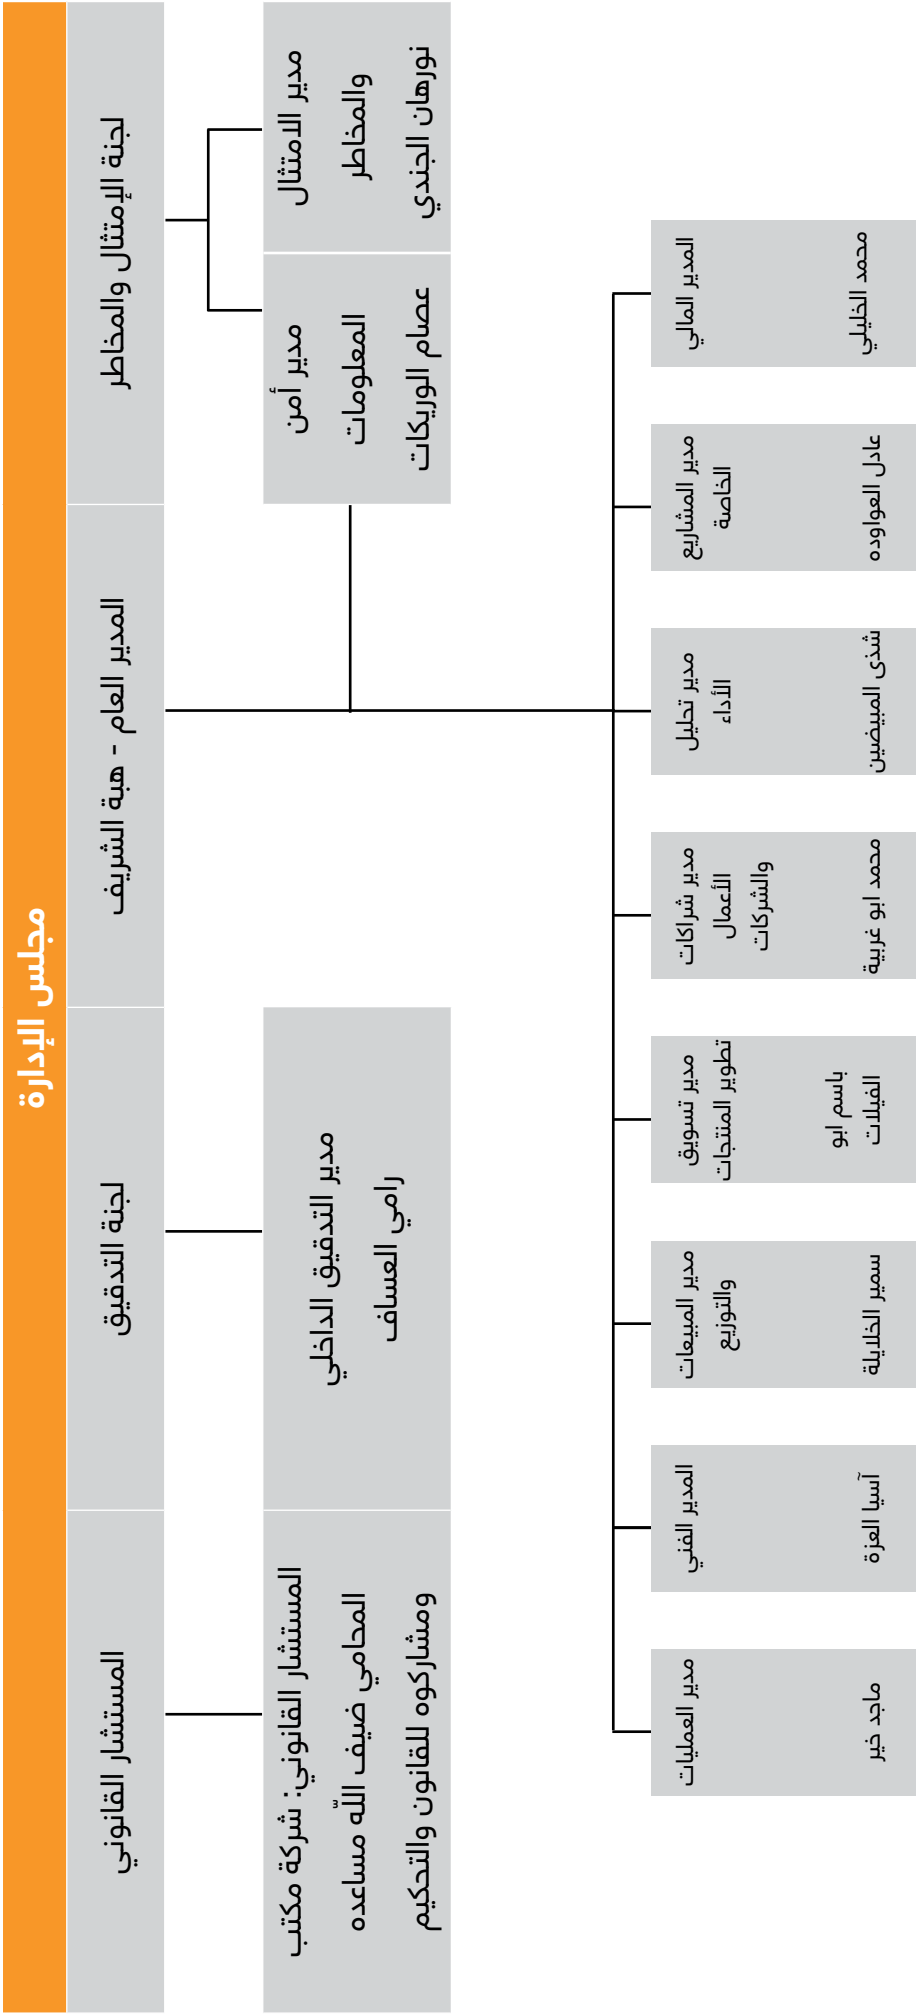 مجلس الإدارة
لجنة الإمتثال والمخاطر
المدير العام - هبة الشريف
لجنة التدقيق
المستشار القانوني
مدير الامتثال
والمخاطر
نورهان الجندي
مدير أمن
المعلومات
عصام الوريكات
مدير التدقيق الداخلي
رامي العساف
المستشار القانوني: شركة مكتب
المحامي ضيف الله مساعده
ومشاركوه للقانون والتحكيم
المدير المالي
محمد الخليلي
مدير المشاريع
الخاصة
عادل العواوده
مدير تحليل
الأداء
شذى المبيضين
مدير شراكات
الأعمال
والشركات
محمد ابو غربية
مدير تسويق
تطوير المنتجات
باسم ابو
الفيلات
مدير المبيعات
والتوزيع
سمير الخلايلة
المدير الفني
آسيا العزة
مدير العمليات
ماجد خير